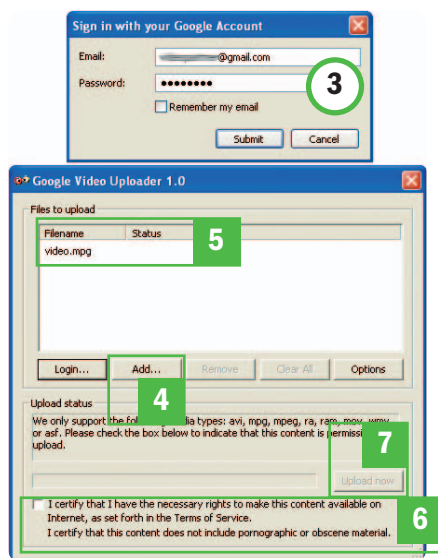 Sign in with your Google Account
Email:
@gmail.com
Password:
3
Remember my email
Submit
Cancel
Google Video Uploader 1.0
Files to upload
Filename
Status
5
video.mpg
Login...
Add...
Remove
Clear All
Options
4
Upload status
We only support the media types: avi, mpg, mpeg, ra, ram, mov, wmv
or asf. Please check the box below to indicate that this content is
upload.
7
Upload now
I certify that I have the necessary rights to make this content available on
Internet, as set forth in the Terms of Service.
I certify that this content does not include pornographic or obscene material.
6